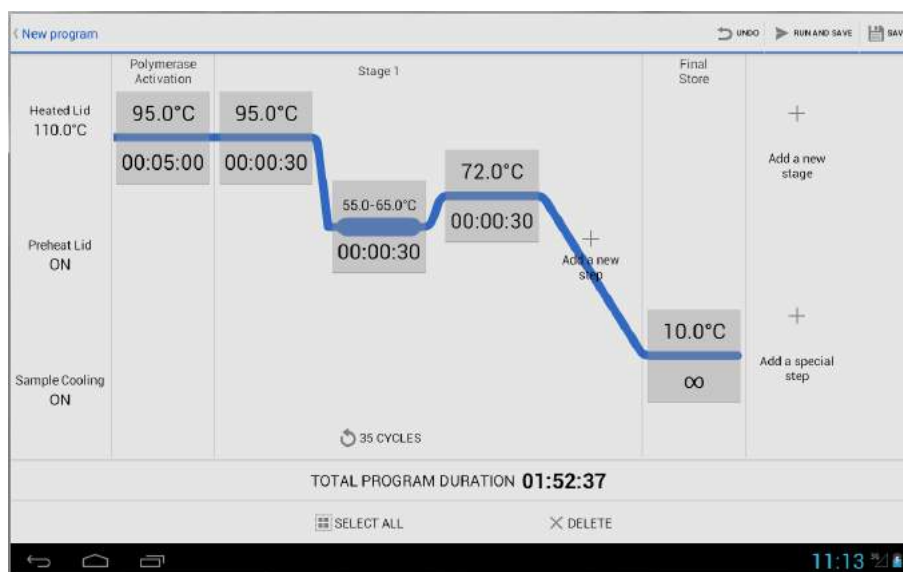 New program
UNDO
RUN AND SAVE
SAV
Polymerase
Activation
Stage 1
Final
Store
Heated Lid
110.0°C
95.0°C
00:05:00
95.0°C
00:00:30
55.0-65.0°C
00:00:30
72.0°C
00:00:30
Add a new
step
10.0°C
∞
Add a new
stage
Preheat Lid
ON
Add a special
step
Sample Cooling
ON
35 CYCLES
TOTAL PROGRAM DURATION 01:52:37
SELECT ALL
DELETE
11:13